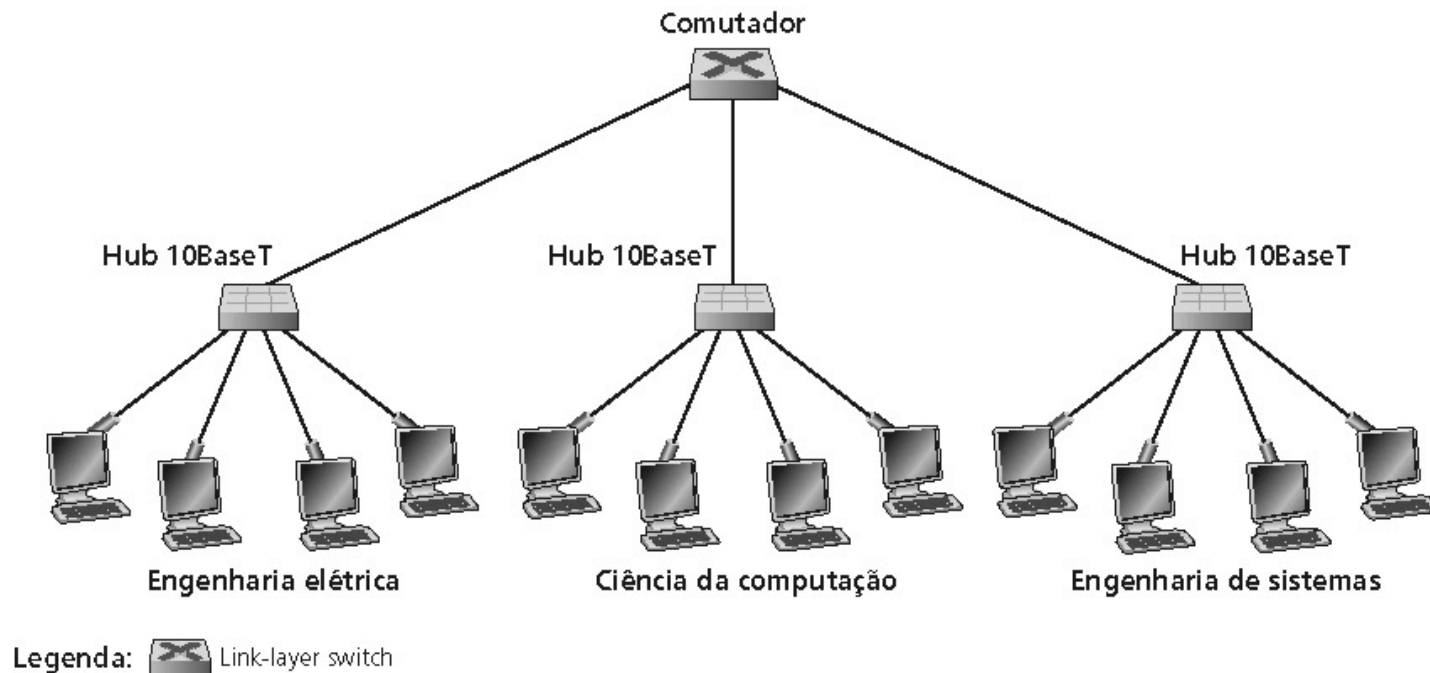 Comutador
Hub 10BaseT
Hub 10BaseT
Hub 10BaseT
Engenharia elétrica
Ciência da computação
Engenharia de sistemas
Legenda: Link-layer switch